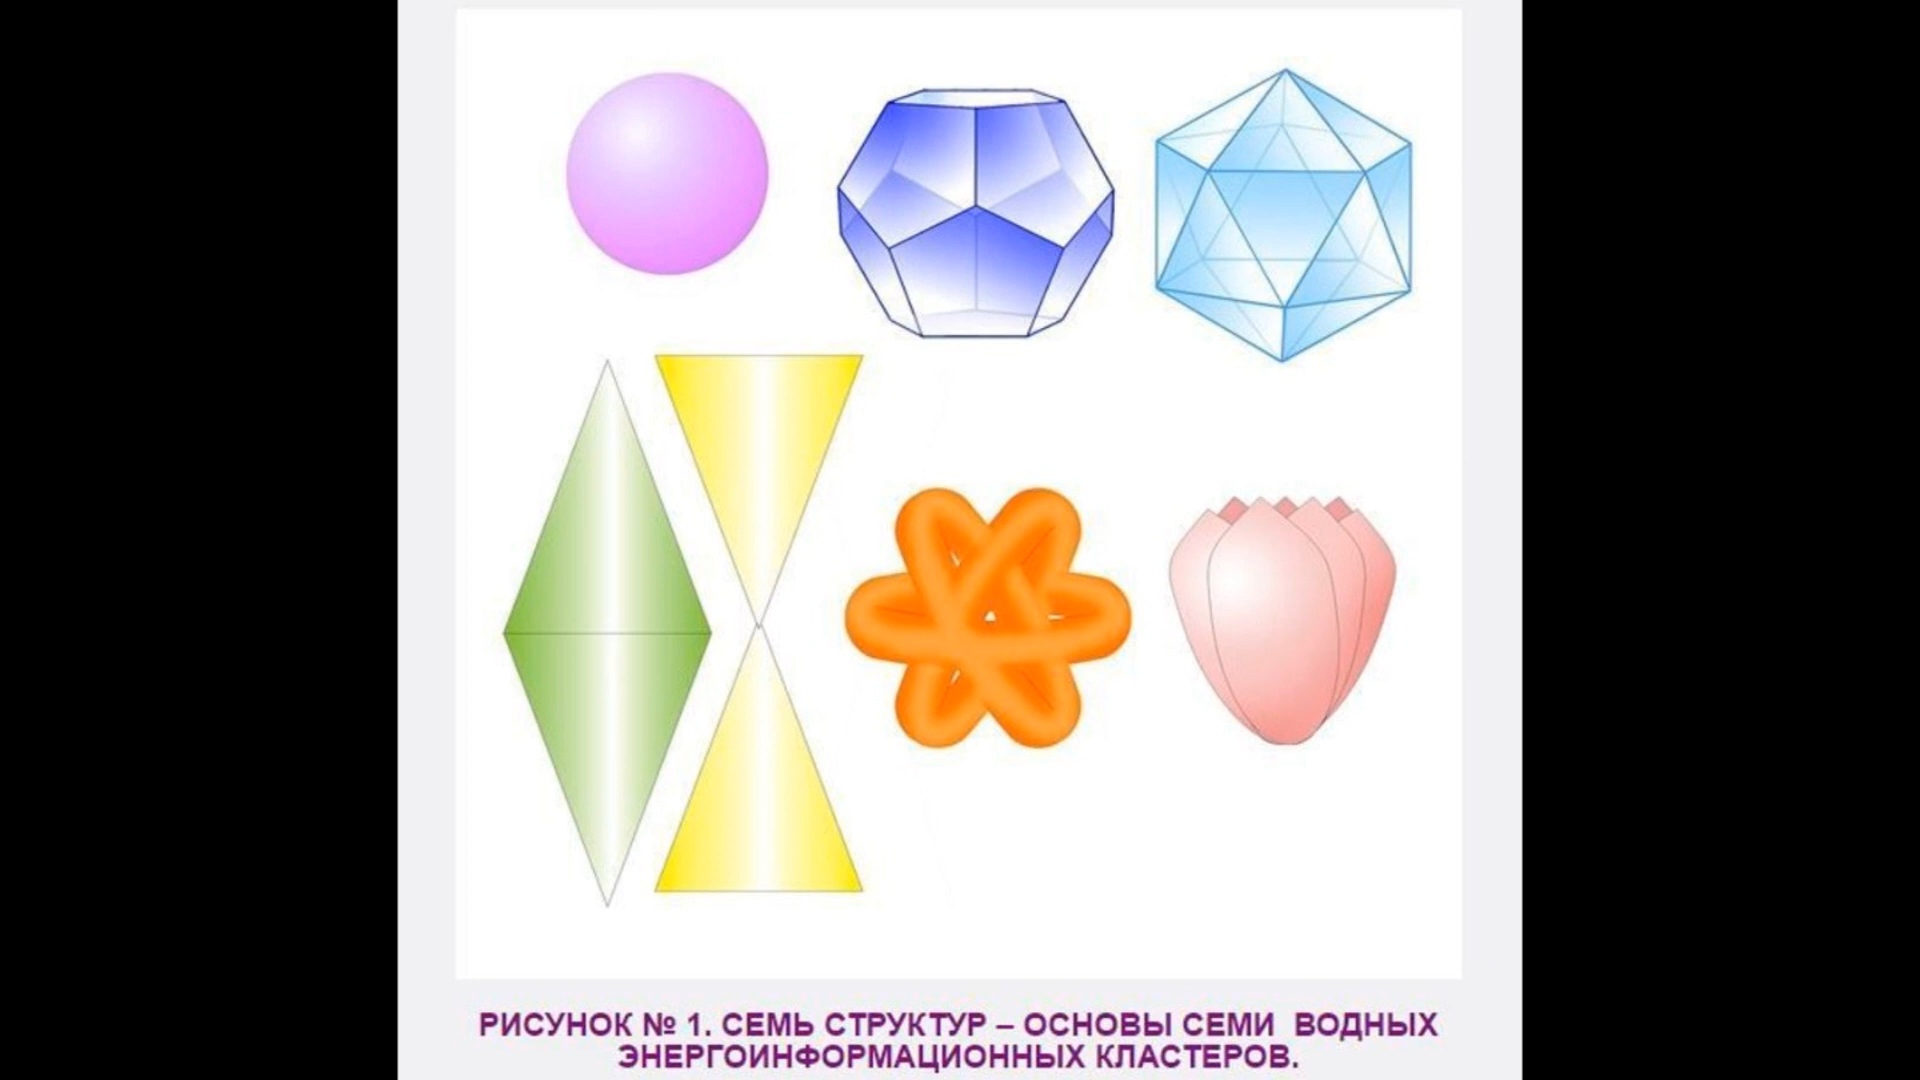 РИСУНОК № 1. СЕМЬ СТРУКТУР – ОСНОВЫ СЕМИ ВОДНЫХ
ЭНЕРГОИНФОРМАЦИОННЫХ КЛАСТЕРОВ.